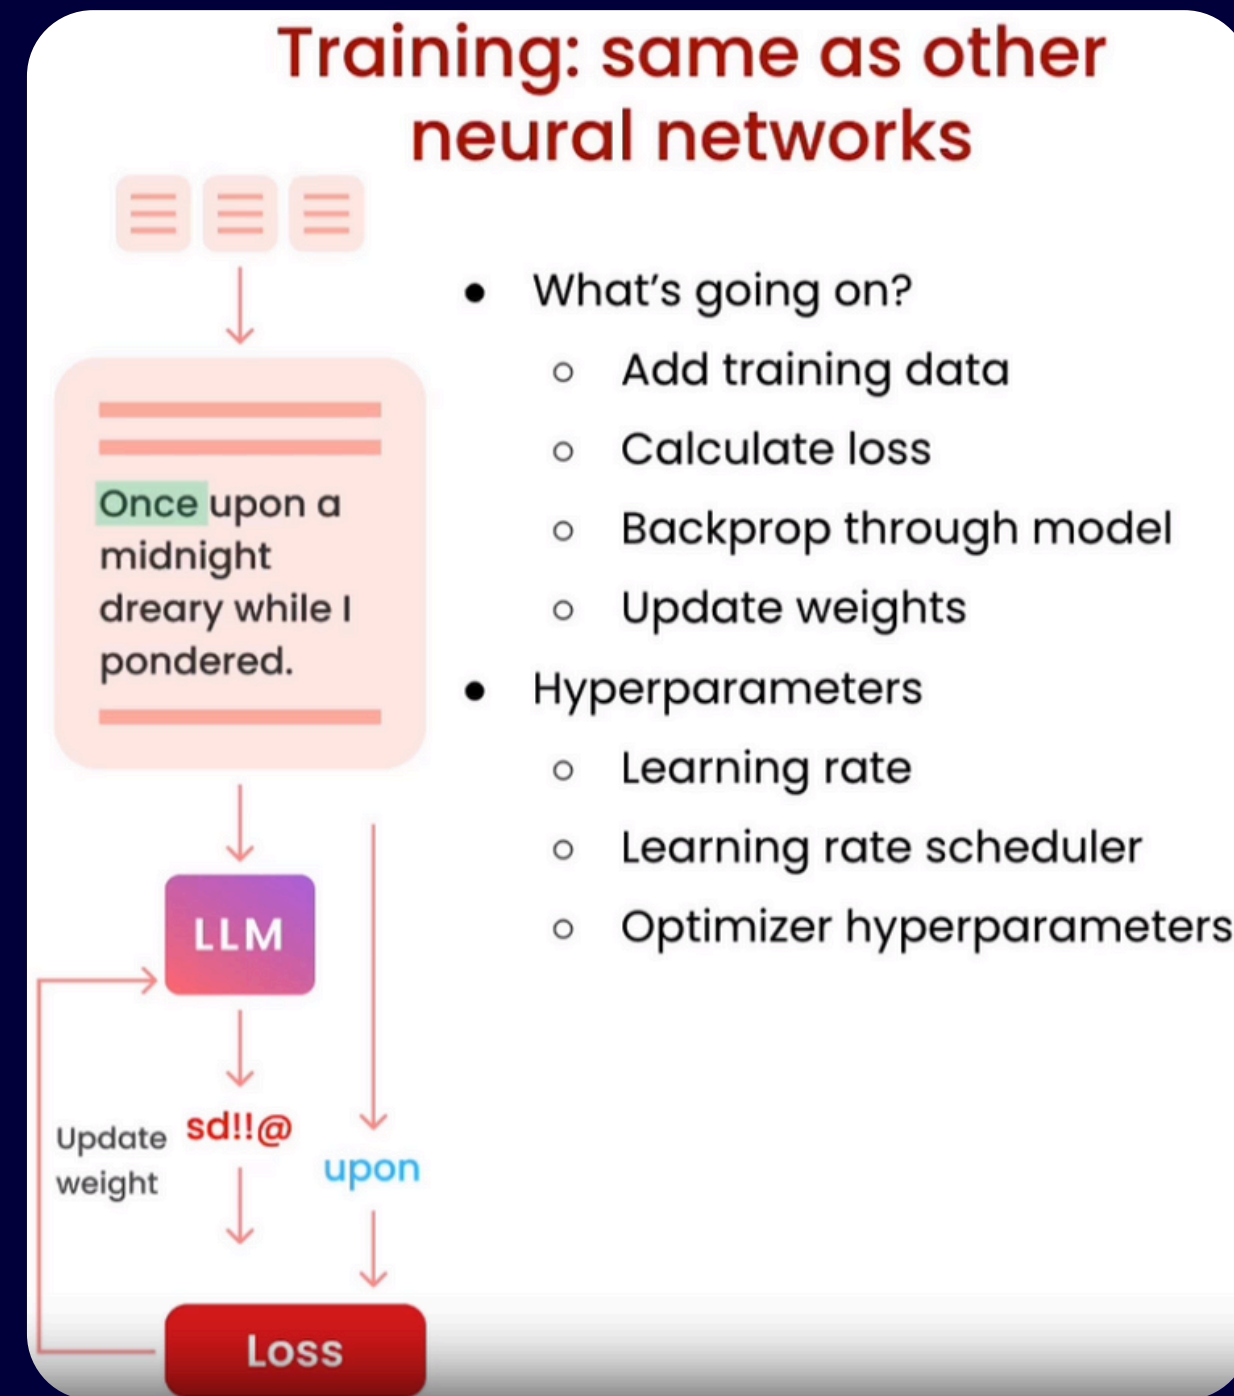 Training: same as other
neural networks
● What's going on?
○ Add training data
○ Calculate loss
○ Backprop through model
○ Update weights
● Hyperparameters
○ Learning rate
○ Learning rate scheduler
○ Optimizer hyperparameters
Once upon a
midnight
dreary while I
pondered.
LLM
sd!!@
Update
weight
upon
Loss